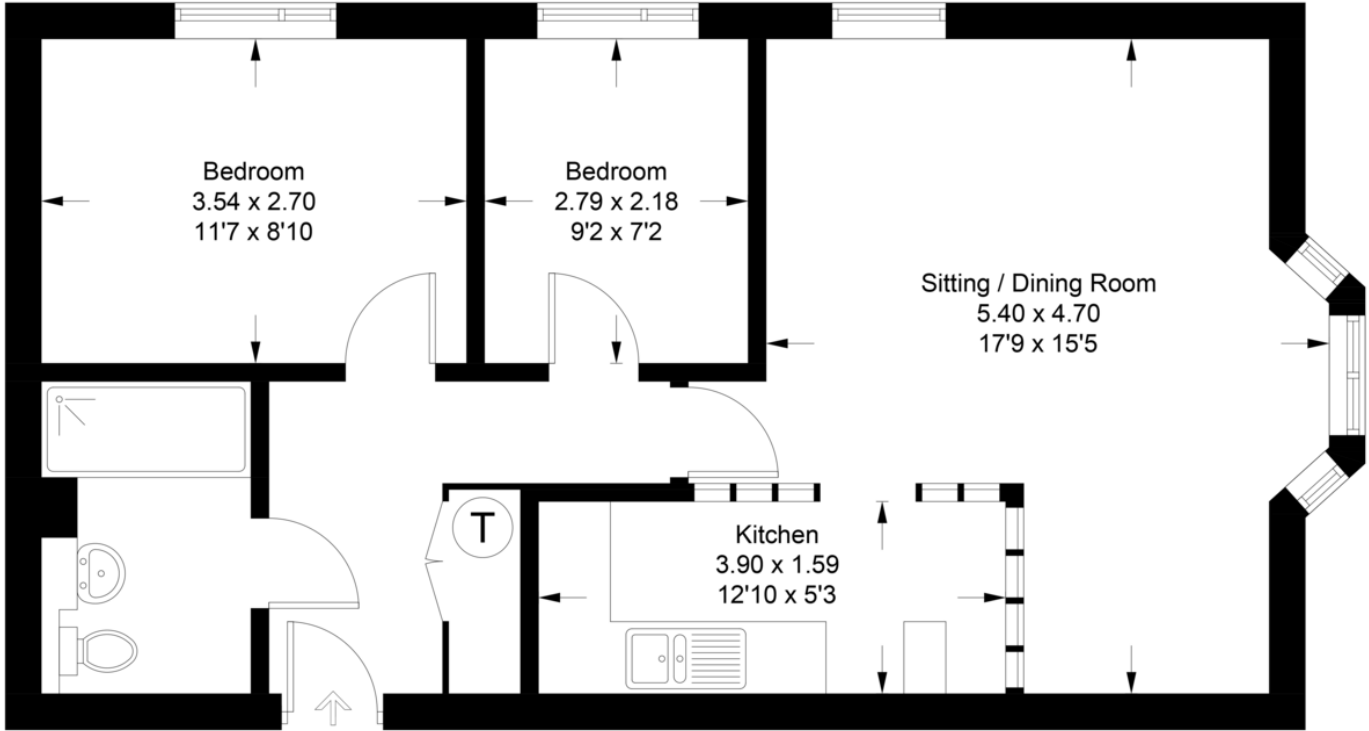 Bedroom
3.54 x 2.70
11'7 x 8'10
Bedroom
2.79 x 2.18
9'2 x 7'2
Sitting / Dining Room
5.40 x 4.70
17'9 x 15'5
T
Kitchen
3.90 x 1.59
12'10 x 5'3